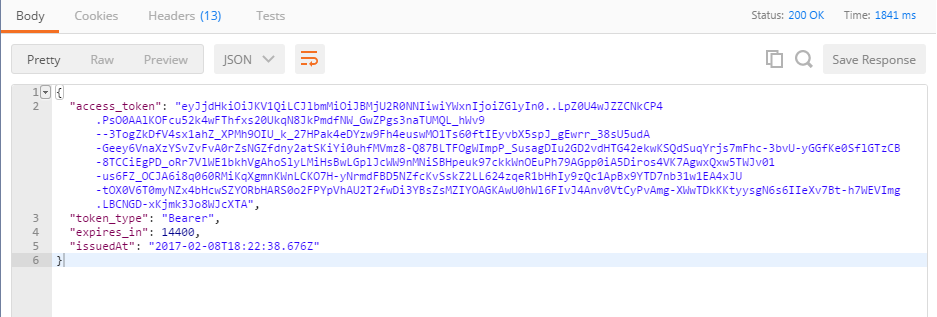 Body Cookies Headers (13) Tests Status: 200 OK Time: 1841 ms
Pretty Raw Preview JSON Save Response
1 {
2 "access_token": "eyJjdHkiOiJKV1QiLCJlbmMiOiJBMjU2R0NNIiwiYWxnIjoiZGlyIn0..LpZ0U4wJZZCNkCP4
.PsO0AAlKOFcu52k4wFThfxs20UkqN8JkPmdfNW_GwZPgs3naTUMQL_hWv9
--3TogZkDfV4sx1ahZ_XPMh9OIU_k_27HPak4eDYzw9Fh4euswMO1Ts60ftIEyvbX5spJ_gEwrr_38sU5udA
-Geey6VnaXzYSvZvFvA0rZsNGZfdny2atSKiYi0uhfMVmz8-Q87BLTFOgWImpP_SusagDIu2GD2vdHTG42ekwKSQdSuqYrjs7mFhc-3bvU-yGGfKe0SflGTzCB
-8TCCiEgPD_oRr7VlWE1bkhVgAhoSlyLMiHsBwLGplJcWW9nMNiSBHpeuk97ckkWnOEuPh79AGpp0iA5Diros4VK7AgwxQxw5TWJv01
-us6FZ_OCJA6i8q060RMiKqXgmnKWnLCKO7H-yNrmdFBD5NZfcKvSskZ2LL624zqeR1bHhIy9zQc1ApBx9YTD7nb31w1EA4xJU
-tOX0V6T0myNZx4bHcwSZYORbHARS0o2FPYpVhAU2T2fwDi3YBsZsMZIYOAGKAwU0hWl6FIvJ4Anv0VtCyPvAmg-XWwTDkKKtyysgN6s6IIeXv7Bt-h7WEVImg
.LBCNGD-xKjmk3Jo8WJcXTA",
3 "token_type": "Bearer",
4 "expires_in": 14400,
5 "issuedAt": "2017-02-08T18:22:38.676Z"
6 }